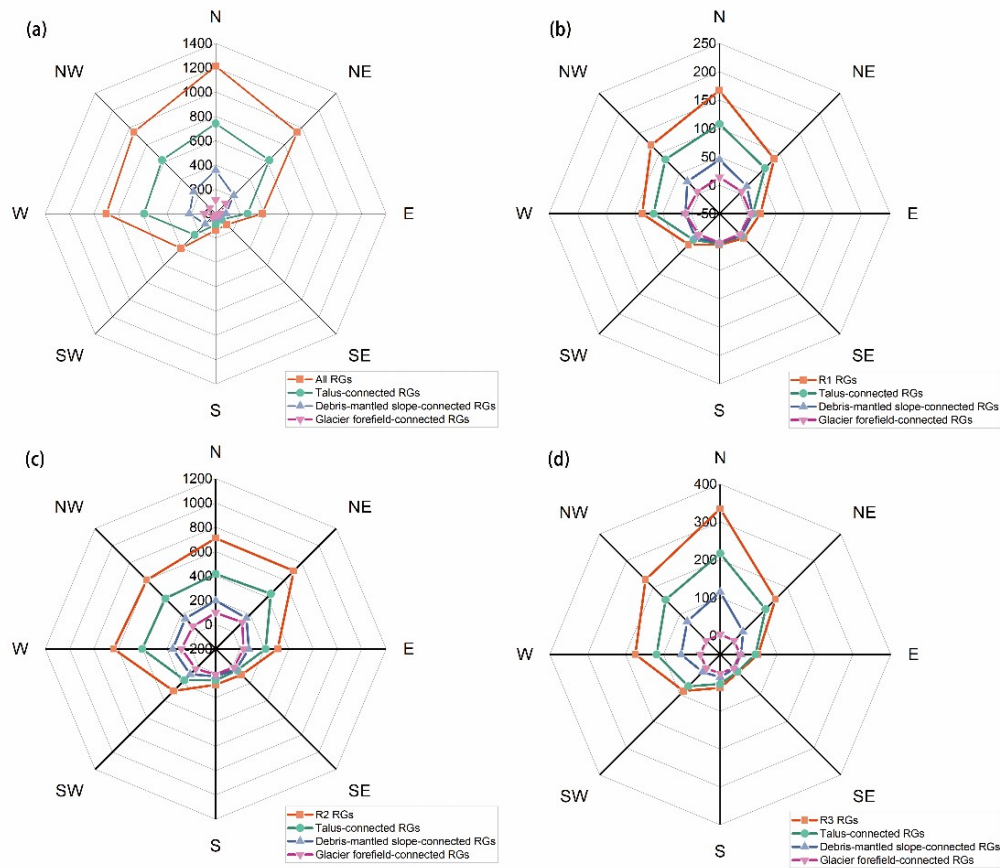 (a)
N
NW
NE
1400
1200
1000
800
600
400
200
0
W
E
SW
SE
S
All RGs
Talus-connected RGs
Debris-mantled slope-connected RGs
Glacier forefield-connected RGs
(b)
N
NW
NE
250
200
150
100
50
0
-50
W
E
SW
SE
S
R1 RGs
Talus-connected RGs
Debris-mantled slope-connected RGs
Glacier forefield-connected RGs
(c)
N
NW
NE
1200
1000
800
600
400
200
0
-200
W
E
SW
SE
S
R2 RGs
Talus-connected RGs
Debris-mantled slope-connected RGs
Glacier forefield-connected RGs
(d)
N
NW
NE
400
300
200
100
0
W
E
SW
SE
S
R3 RGs
Talus-connected RGs
Debris-mantled slope-connected RGs
Glacier forefield-connected RGs